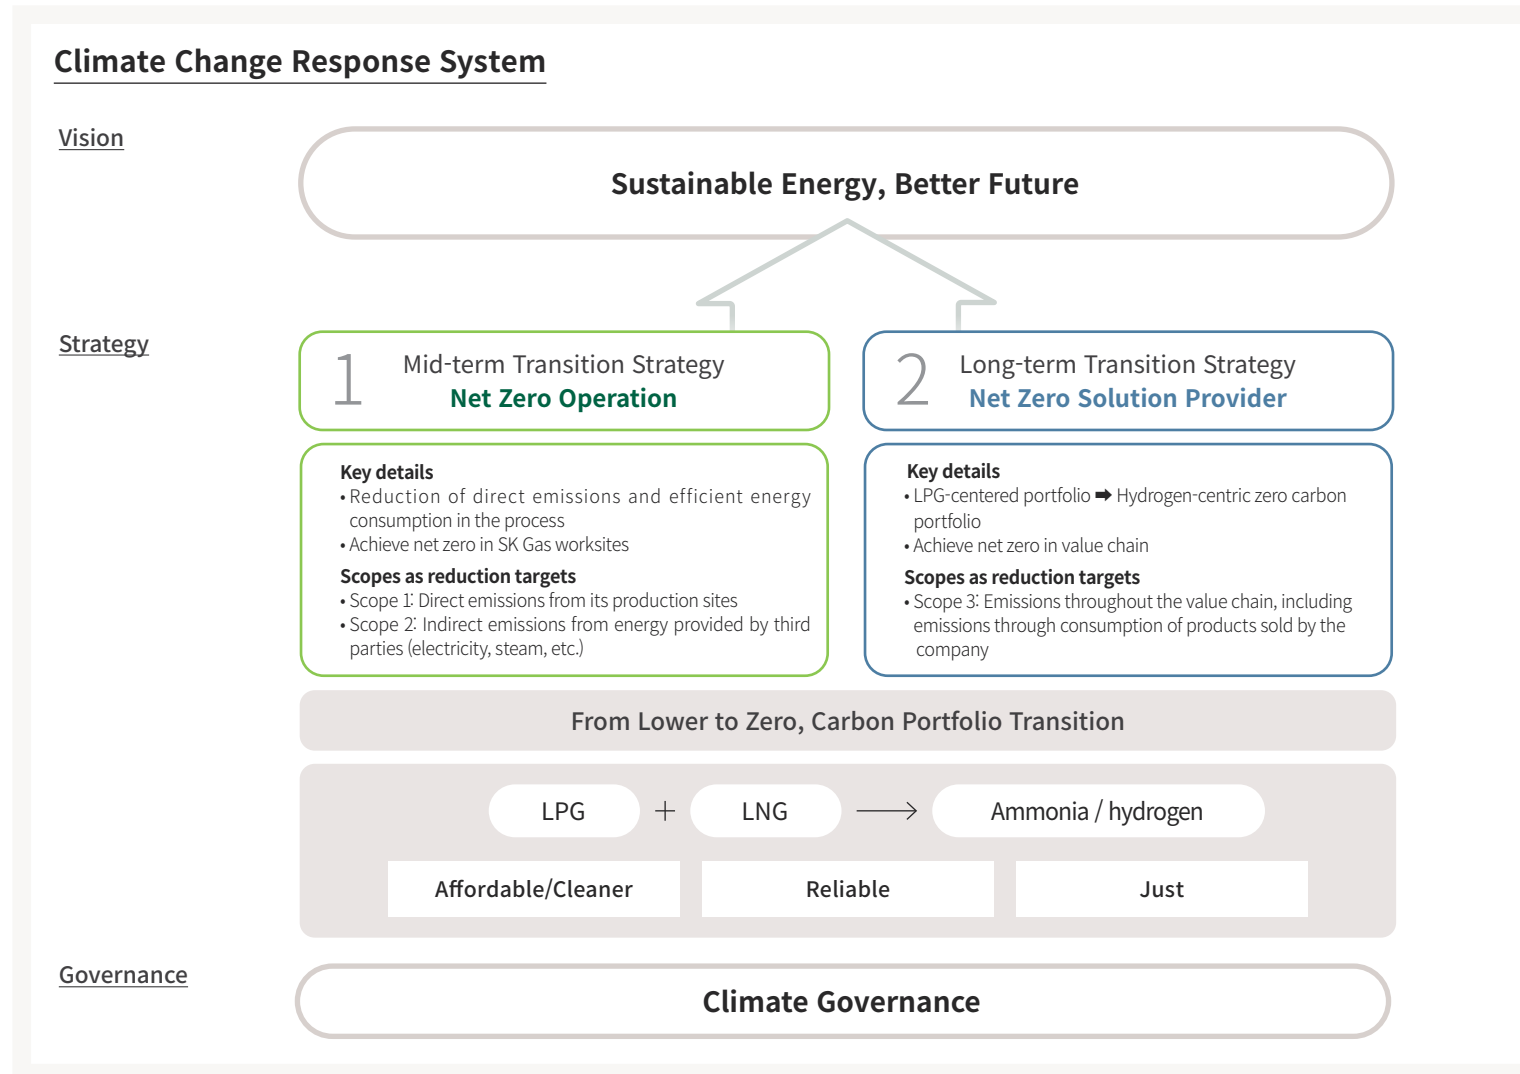 Climate Change Response System
Vision
Sustainable Energy, Better Future
Strategy
1
Mid-term Transition Strategy
Net Zero Operation
Key details
• Reduction of direct emissions and efficient energy
consumption in the process
• Achieve net zero in SK Gas worksites
Scopes as reduction targets
• Scope 1: Direct emissions from its production sites
• Scope 2: Indirect emissions from energy provided by third
parties (electricity, steam, etc.)
2
Long-term Transition Strategy
Net Zero Solution Provider
Key details
• LPG-centered portfolio ➡ Hydrogen-centric zero carbon
portfolio
• Achieve net zero in value chain
Scopes as reduction targets
• Scope 3: Emissions throughout the value chain, including
emissions through consumption of products sold by the
company
From Lower to Zero, Carbon Portfolio Transition
LPG + LNG → Ammonia / hydrogen
Affordable/Cleaner
Reliable
Just
Governance
Climate Governance